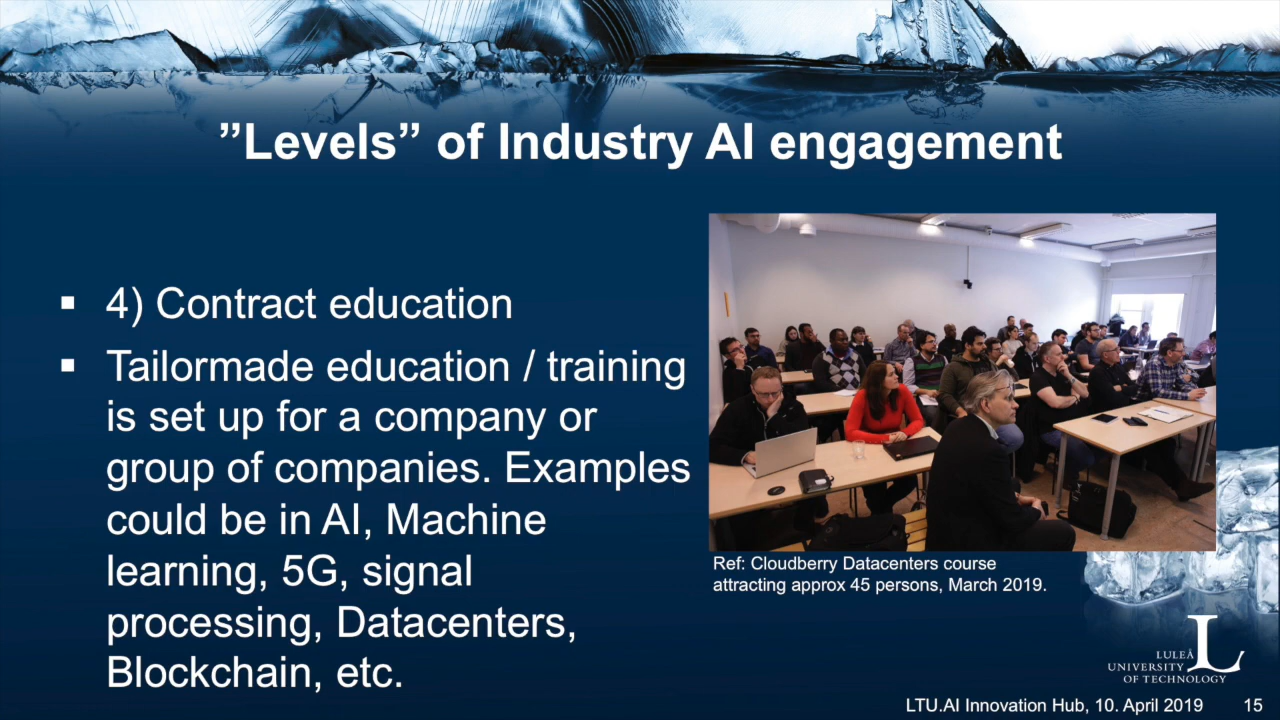 ”Levels” of Industry AI engagement
▪ 4) Contract education
▪ Tailormade education / training
is set up for a company or
group of companies. Examples
could be in AI, Machine
learning, 5G, signal
processing, Datacenters,
Blockchain, etc.
Ref: Cloudberry Datacenters course
attracting approx 45 persons, March 2019.
L
LULEÅ
UNIVERSITY
OF TECHNOLOGY
LTU.AI Innovation Hub, 10. April 2019 15